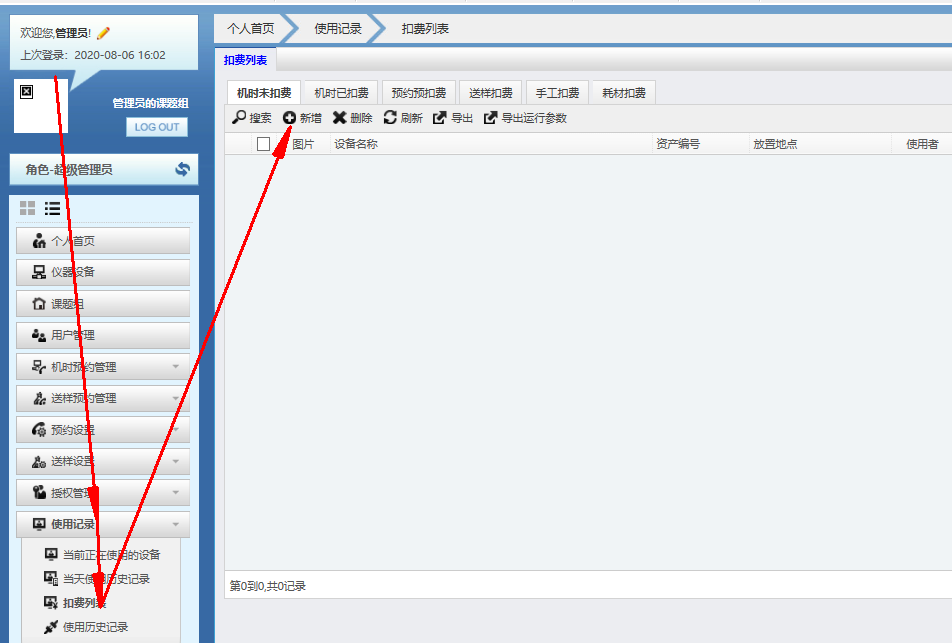 欢迎您,管理员!
上次登录：2020-08-06 16:02
管理员的课题组
LOG OUT
角色-超级管理员
个人首页
仪器设备
课题组
用户管理
机时预约管理
送样预约管理
预约设置
送样设置
授权管理
使用记录
当前正在使用的设备
当天使用历史记录
扣费列表
使用历史记录
个人首页 使用记录 扣费列表
扣费列表
机时未扣费 机时已扣费 预约预扣费 送样扣费 手工扣费 耗材扣费
搜索 新增 删除 刷新 导出 导出运行参数
图片 设备名称 资产编号 放置地点 使用者
第0到0,共0记录